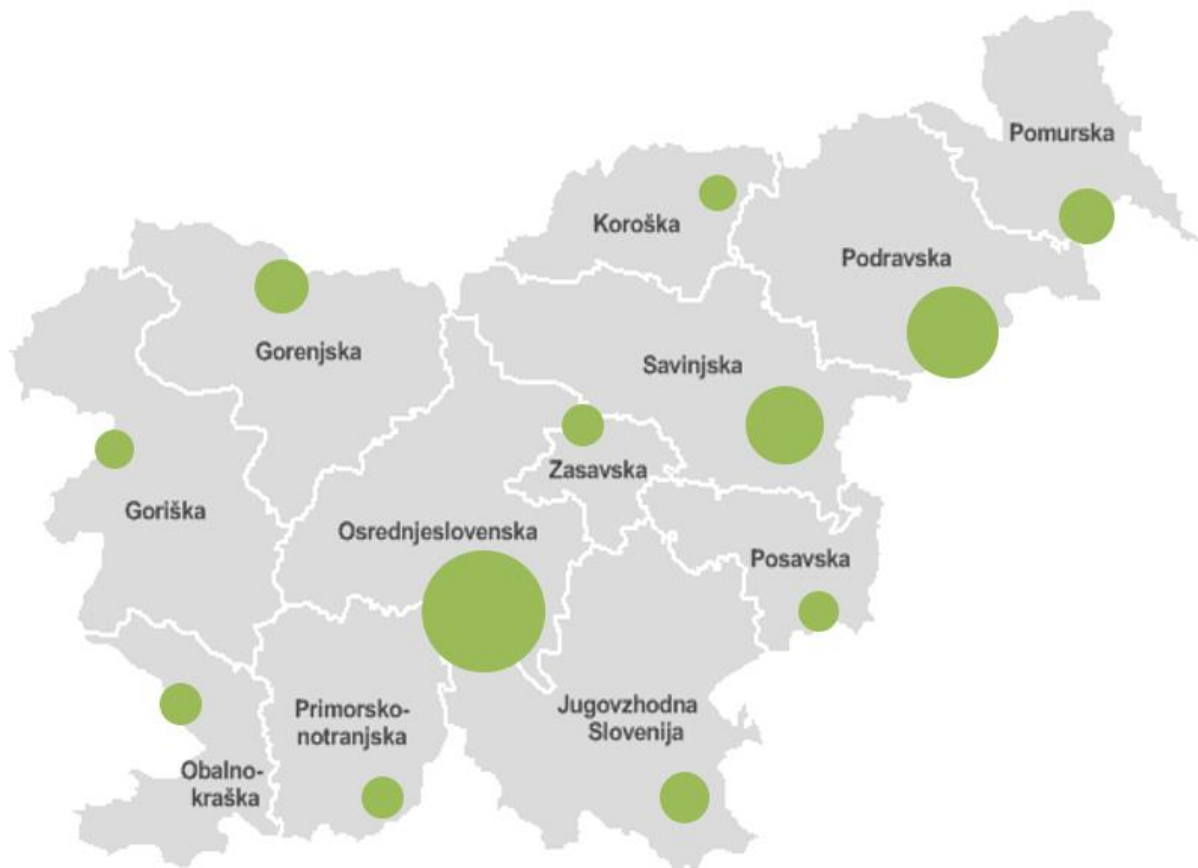 Pomurska
Koroška
Podravska
Gorenjska
Savinjska
Zasavska
Goriška
Osrednjeslovenska
Posavska
Primorsko-
notranjska
Jugovzhodna
Slovenija
Obalno-
kraška